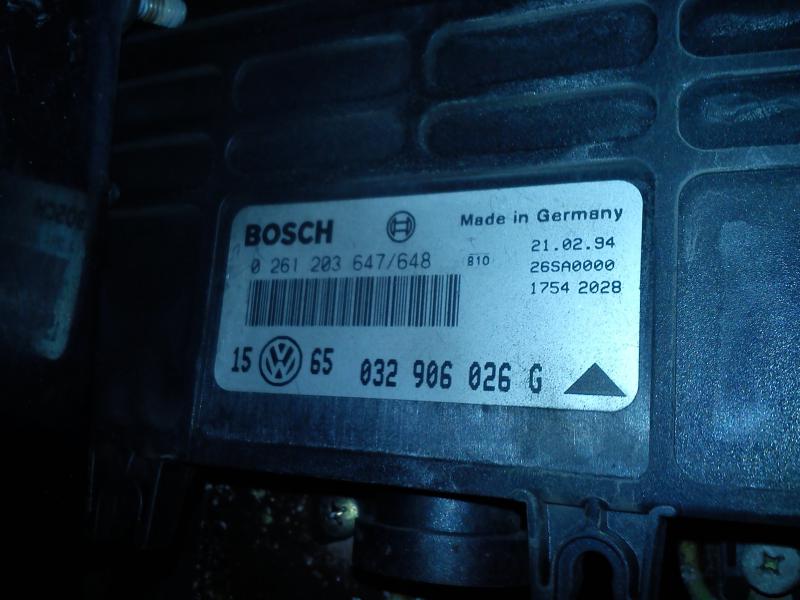 BOSCH
Made in Germany
0 261 203 647/648
810
21.02.94
26SA0000
1754 2028
15 VW 65 032 906 026 G